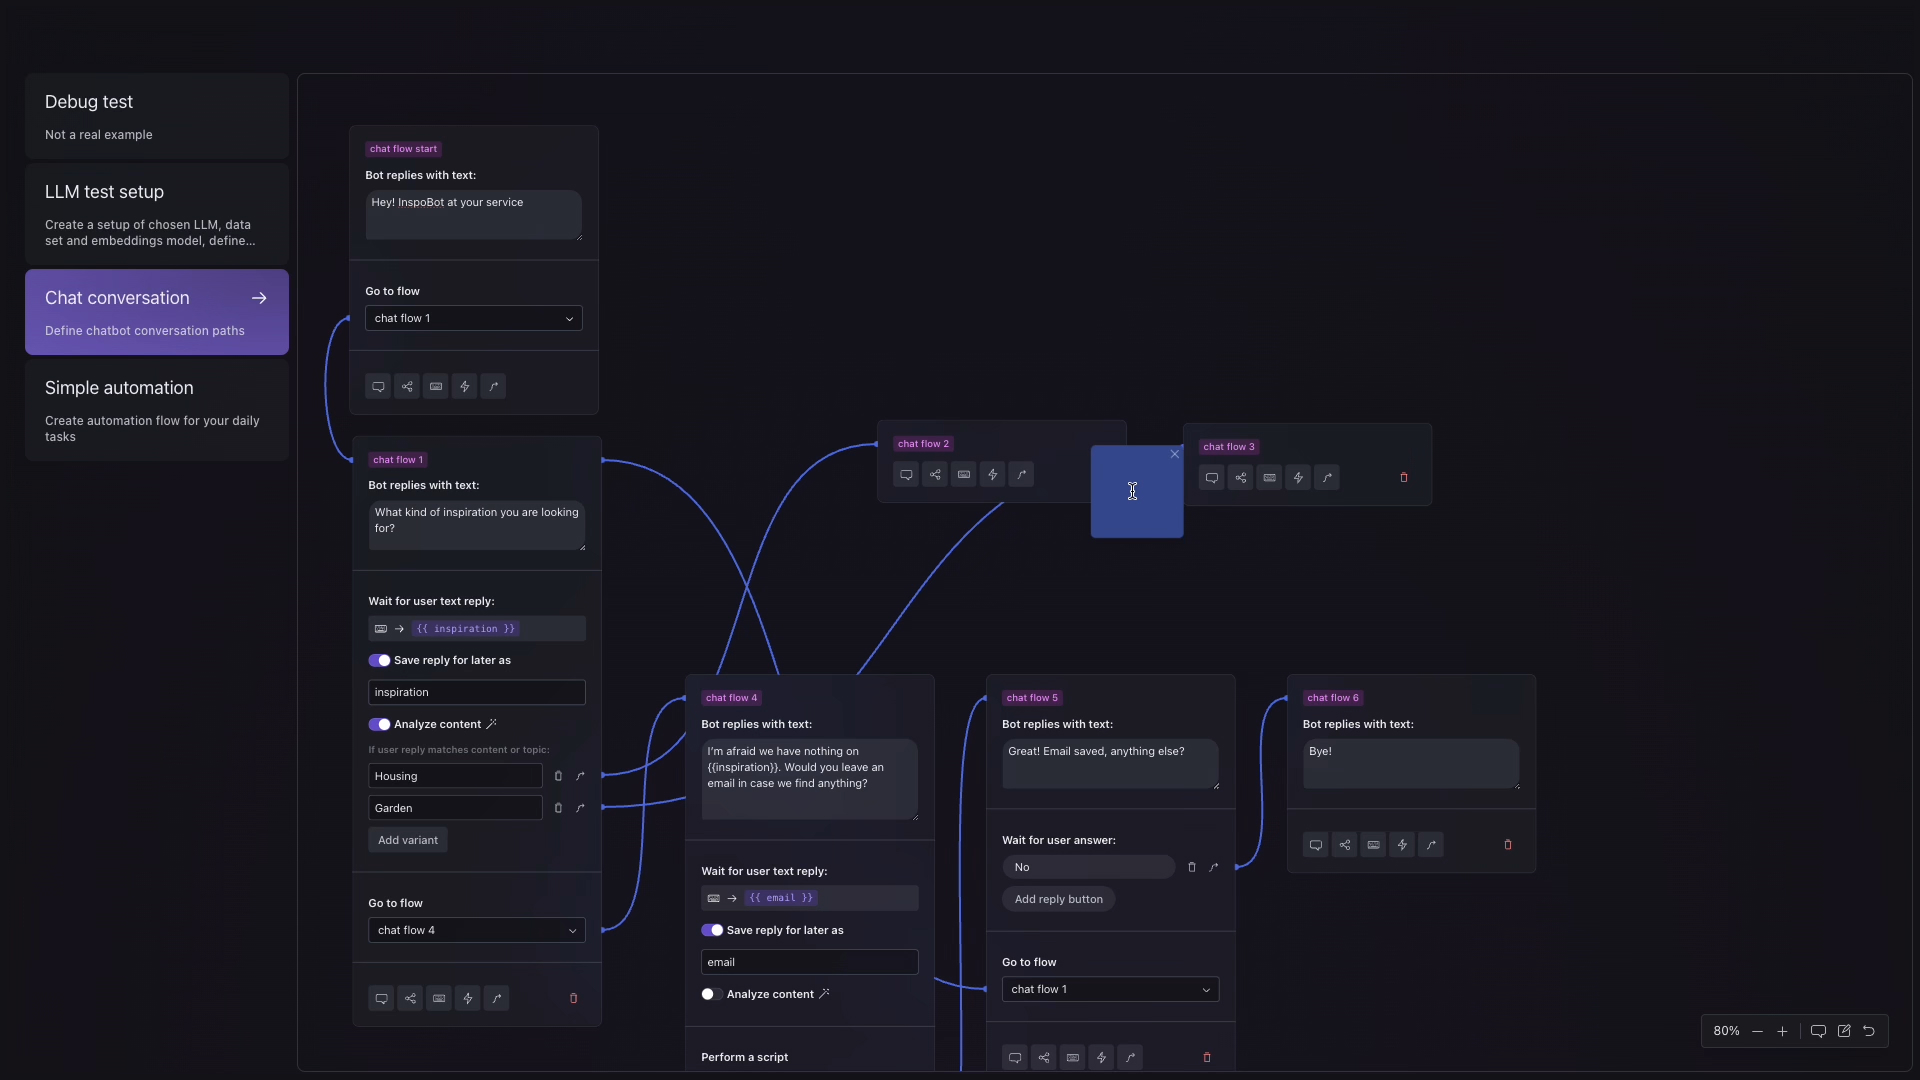 Debug test
Not a real example
LLM test setup
Create a setup of chosen LLM, data
set and embeddings model, define...
Chat conversation
Define chatbot conversation paths
Simple automation
Create automation flow for your daily
tasks
chat flow start
Bot replies with text:
Hey! InspoBot at your service
Go to flow
chat flow 1
chat flow 1
Bot replies with text:
What kind of inspiration you are looking
for?
Wait for user text reply:
{{ inspiration }}
Save reply for later as
inspiration
Analyze content
If user reply matches content or topic:
Housing
Garden
Add variant
Go to flow
chat flow 4
chat flow 2
chat flow 3
chat flow 4
Bot replies with text:
I'm afraid we have nothing on
{{inspiration}}. Would you leave an
email in case we find anything?
Wait for user text reply:
{{ email }}
Save reply for later as
email
Analyze content
Perform a script
chat flow 5
Bot replies with text:
Great! Email saved, anything else?
Wait for user answer:
No
Add reply button
Go to flow
chat flow 1
chat flow 6
Bot replies with text:
Bye!
80%